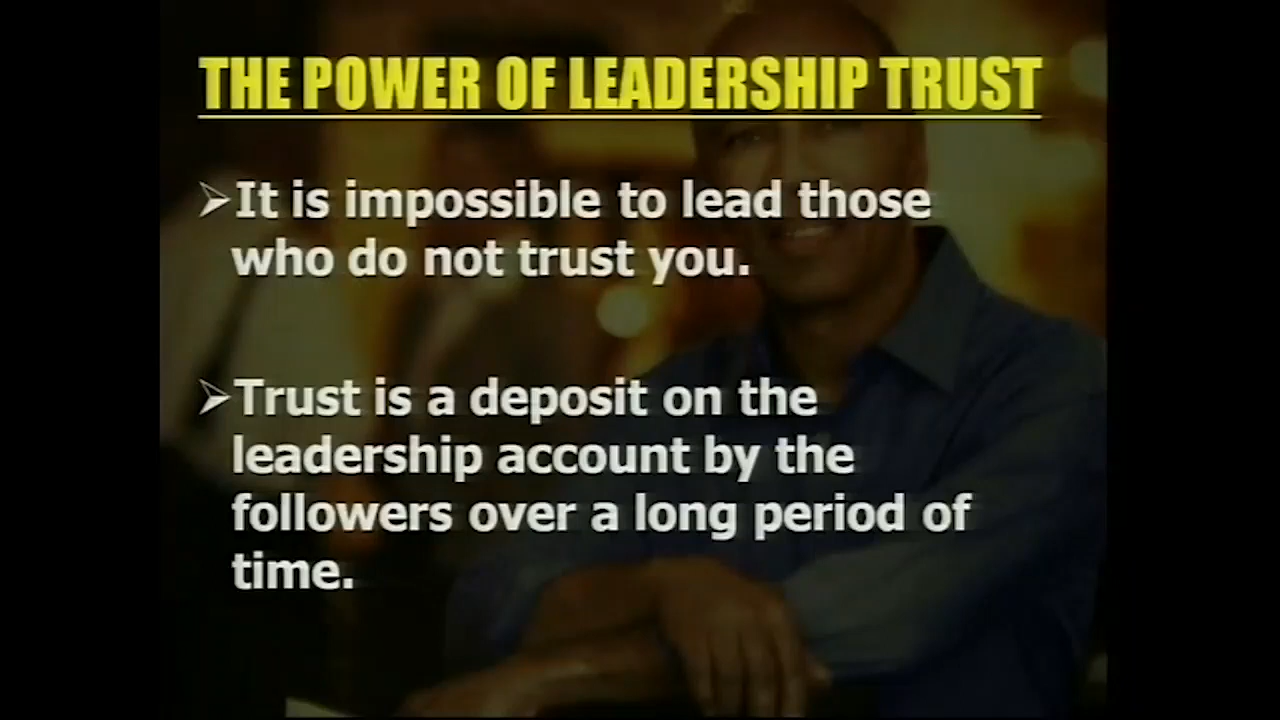 THE POWER OF LEADERSHIP TRUST
➢It is impossible to lead those
who do not trust you.
➢Trust is a deposit on the
leadership account by the
followers over a long period of
time.